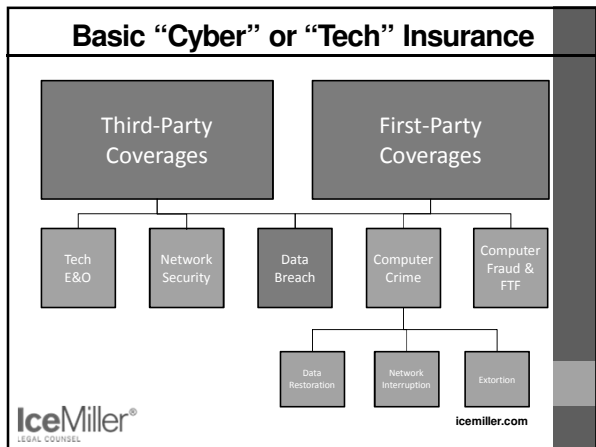 Basic “Cyber” or “Tech” Insurance
Third-Party
Coverages
First-Party
Coverages
Tech
E&O
Network
Security
Data
Breach
Computer
Crime
Computer
Fraud &
FTF
Data
Restoration
Network
Interruption
Extortion
IceMiller®
LEGAL COUNSEL
icemiller.com